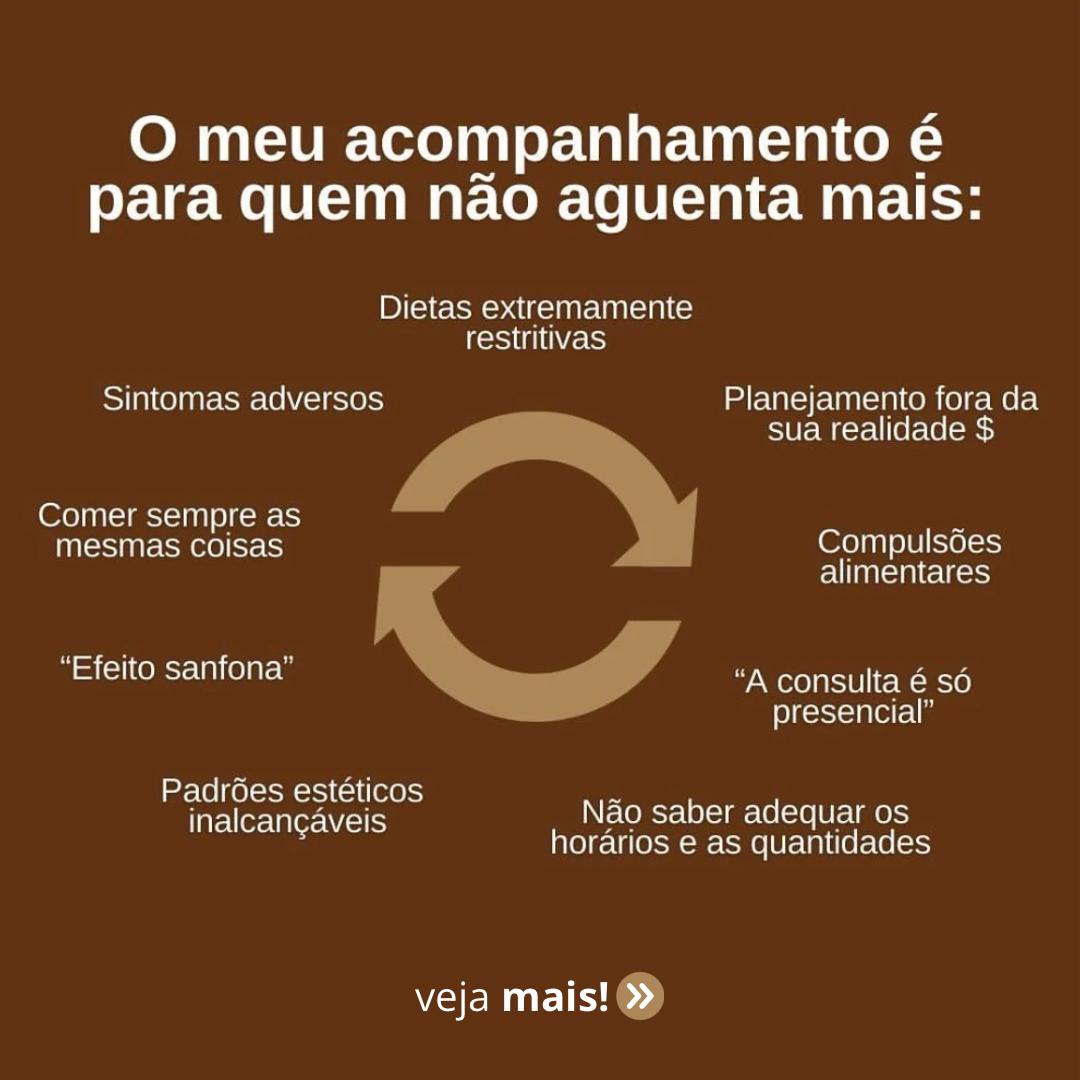 O meu acompanhamento é
para quem não aguenta mais:
Dietas extremamente
restritivas
Sintomas adversos
Planejamento fora da
sua realidade $
Comer sempre as
mesmas coisas
Compulsões
alimentares
“Efeito sanfona”
“A consulta é só
presencial”
Padrões estéticos
inalcançáveis
Não saber adequar os
horários e as quantidades
veja mais!